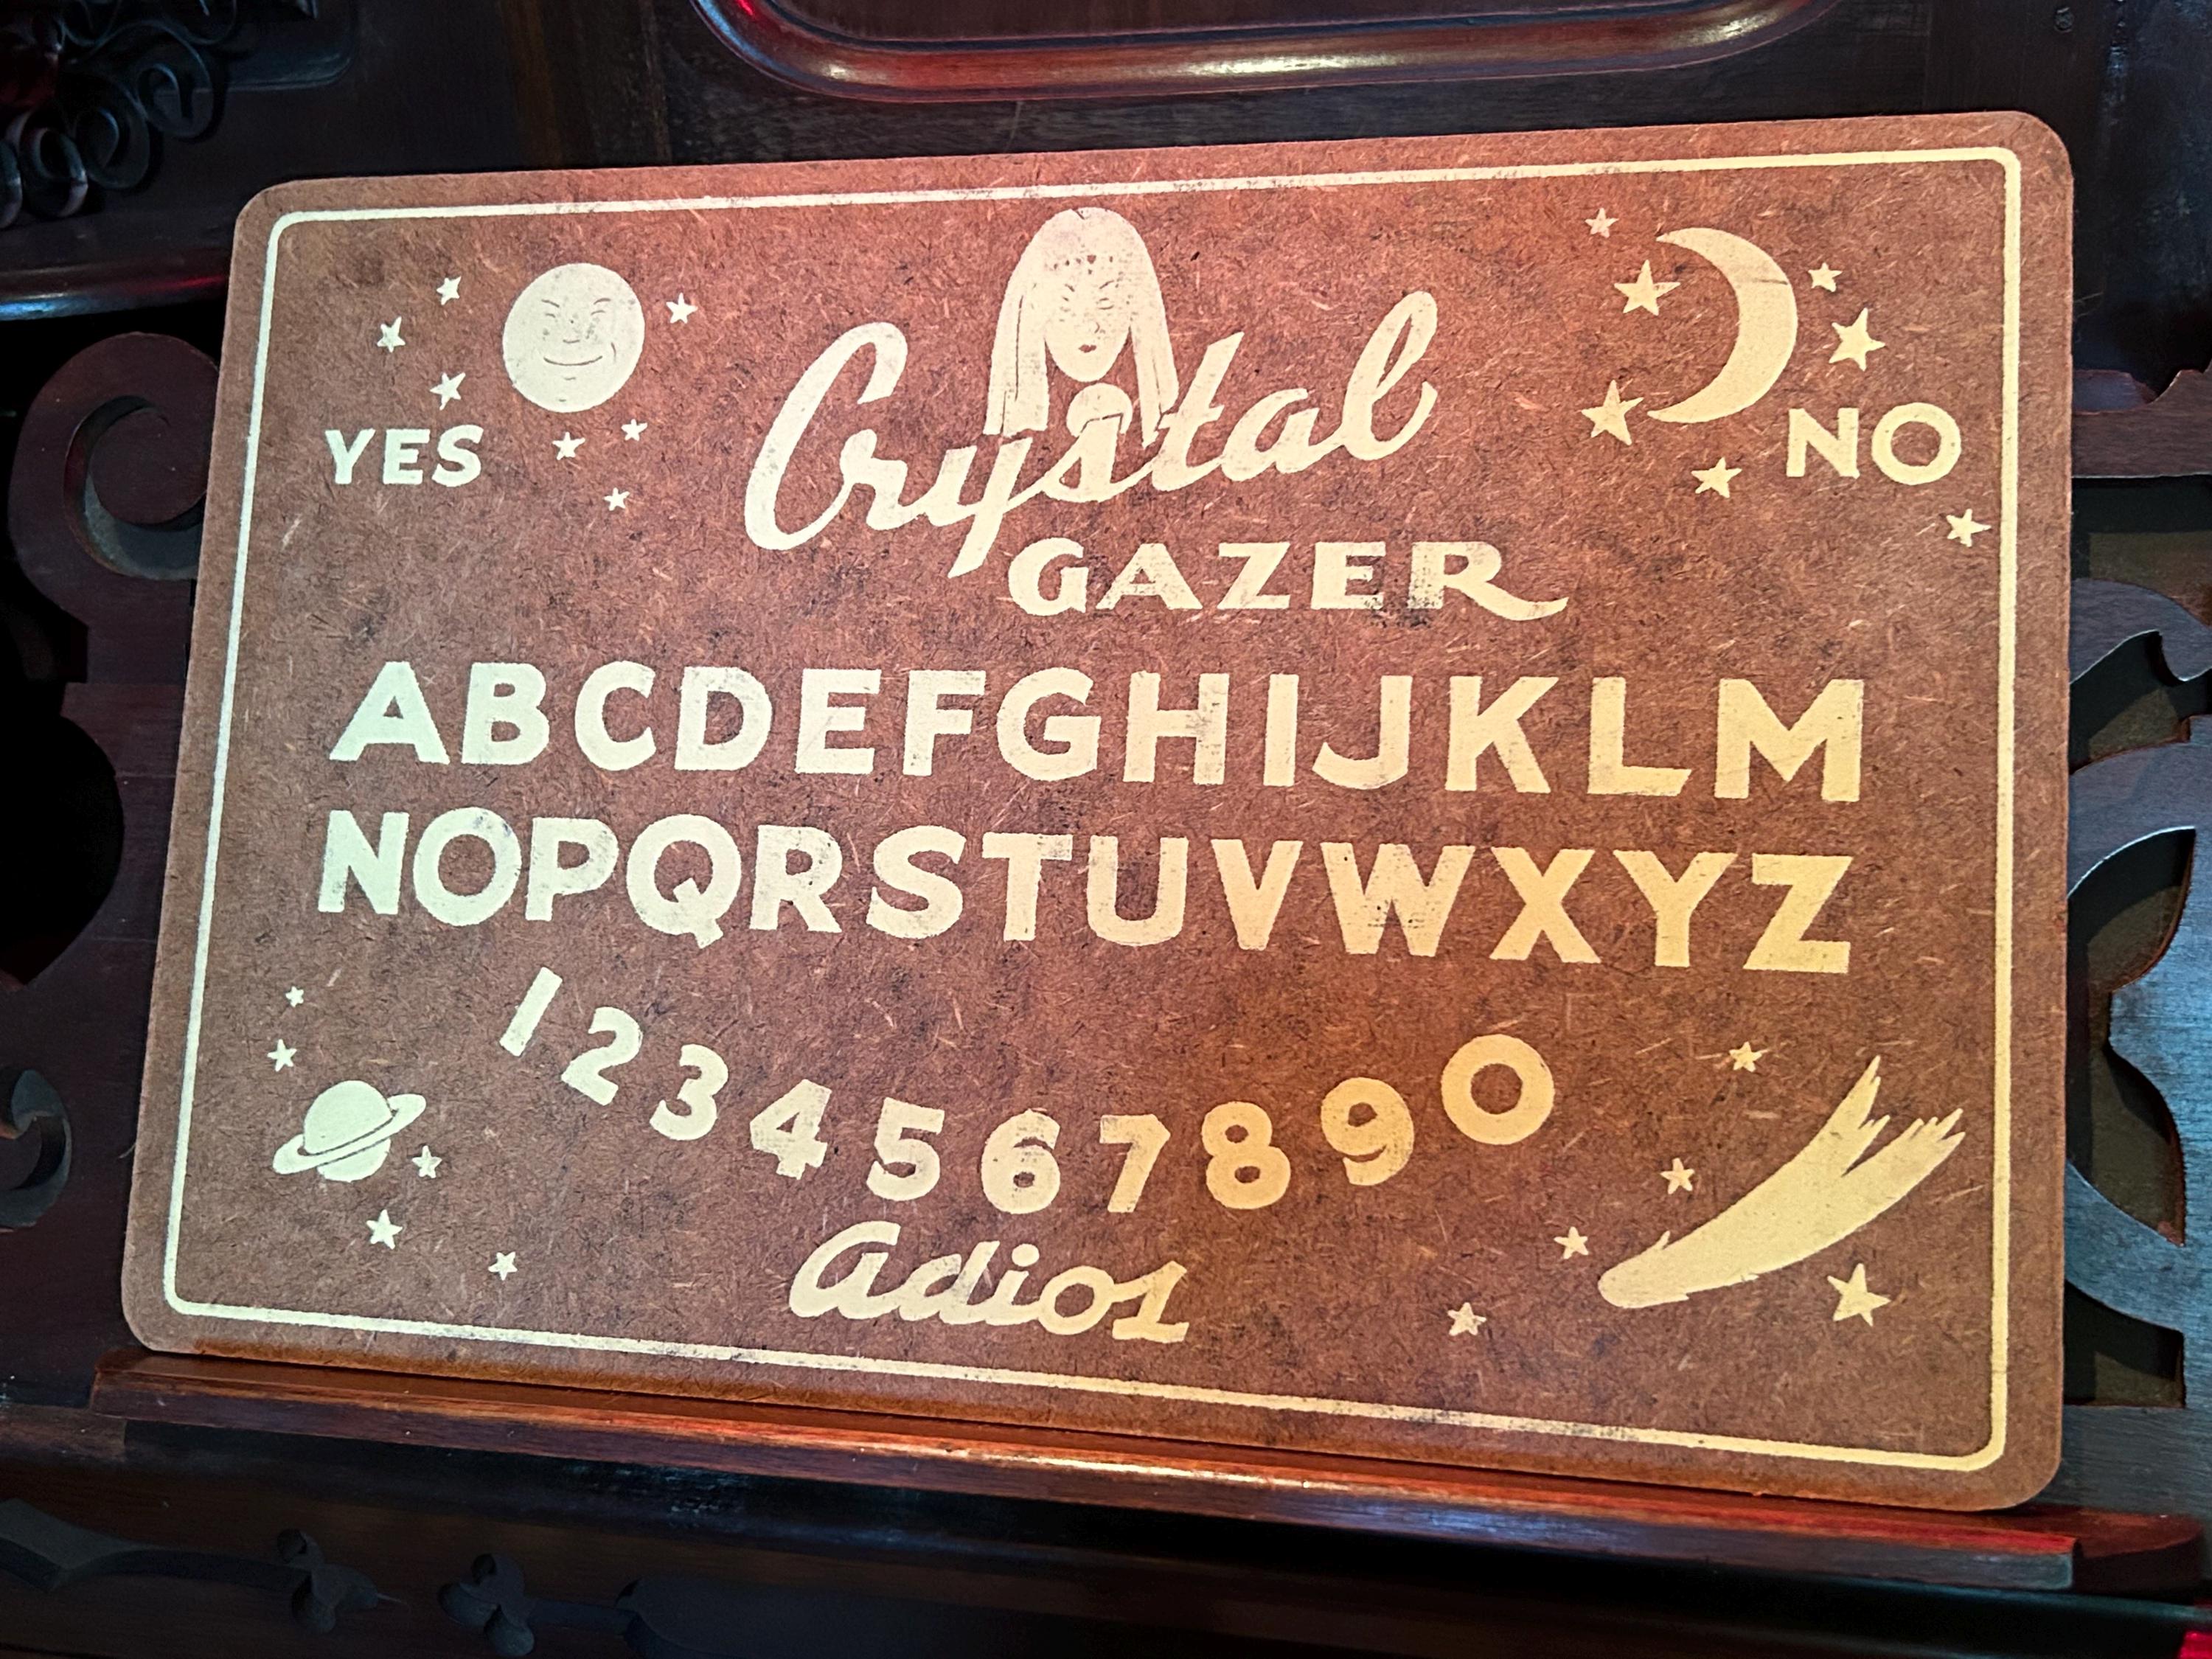 YES
NO
Crystal
GAZER
ABCDEFGHIJKLM
NOPQRSTUVWXYZ
1234567890
adios